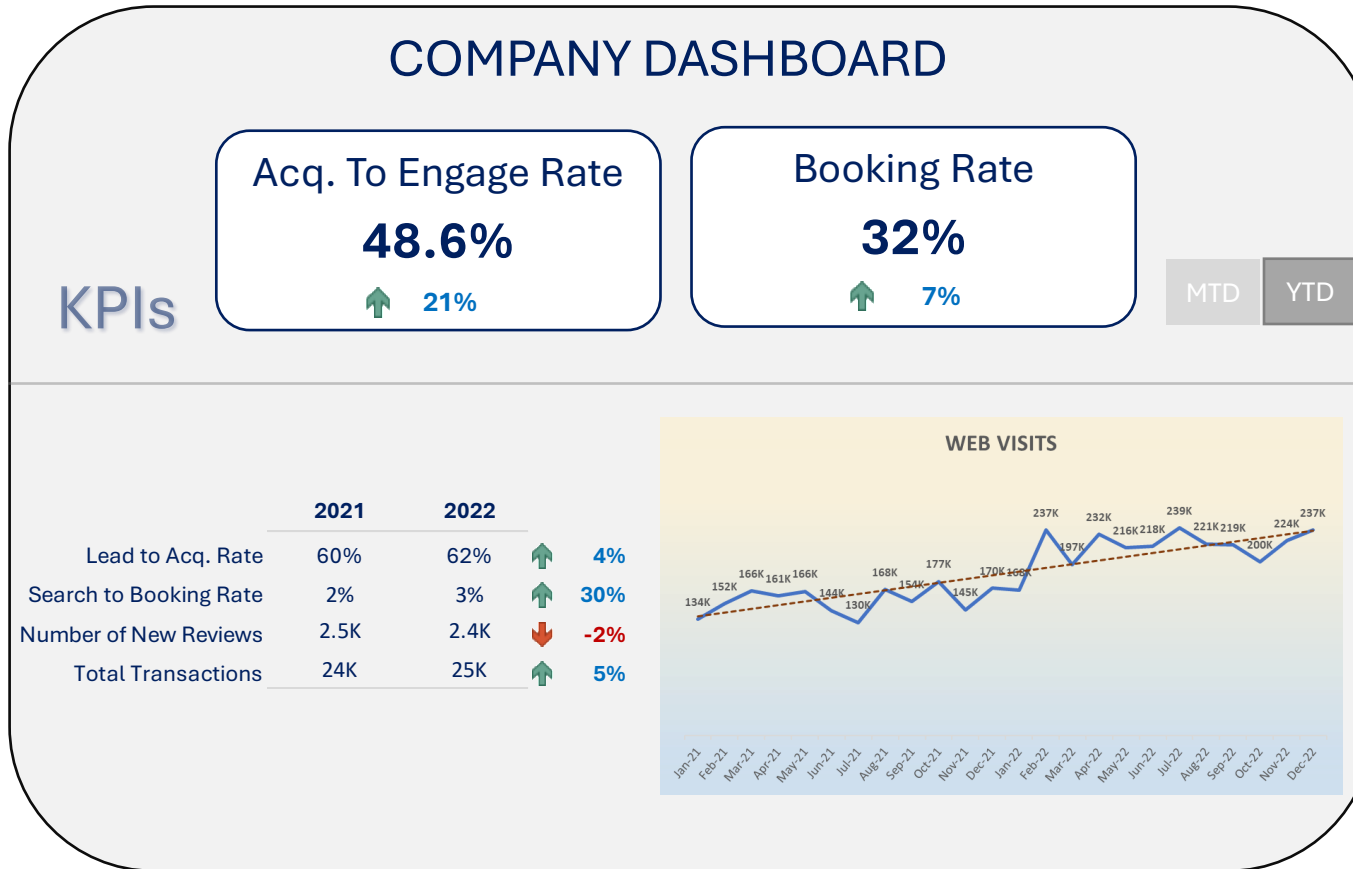 COMPANY DASHBOARD
Acq. To Engage Rate
48.6%
21%
Booking Rate
32%
7%
KPIs
MTD YTD
2021 2022
Lead to Acq. Rate 60% 62% 4%
Search to Booking Rate 2% 3% 30%
Number of New Reviews 2.5K 2.4K -2%
Total Transactions 24K 25K 5%
WEB VISITS
134K 152K 166K 161K 166K 144K 130K 168K 154K 177K 145K 170K 168K 237K 197K 232K 216K 218K 239K 221K 219K 200K 224K 237K
Jan-21 Feb-21 Mar-21 Apr-21 May-21 Jun-21 Jul-21 Aug-21 Sep-21 Oct-21 Nov-21 Dec-21 Jan-22 Feb-22 Mar-22 Apr-22 May-22 Jun-22 Jul-22 Aug-22 Sep-22 Oct-22 Nov-22 Dec-22